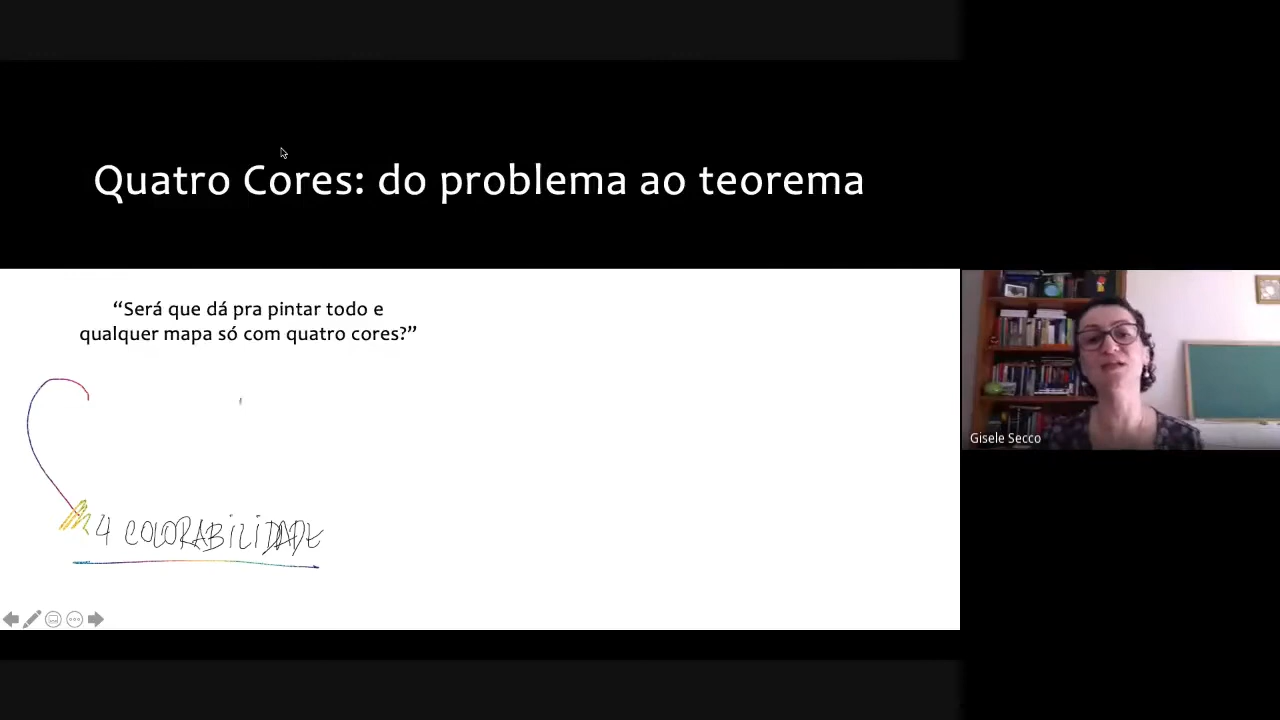 Quatro Cores: do problema ao teorema
“Será que dá pra pintar todo e
qualquer mapa só com quatro cores?”
4 COLORABILIDADE
Gisele Secco